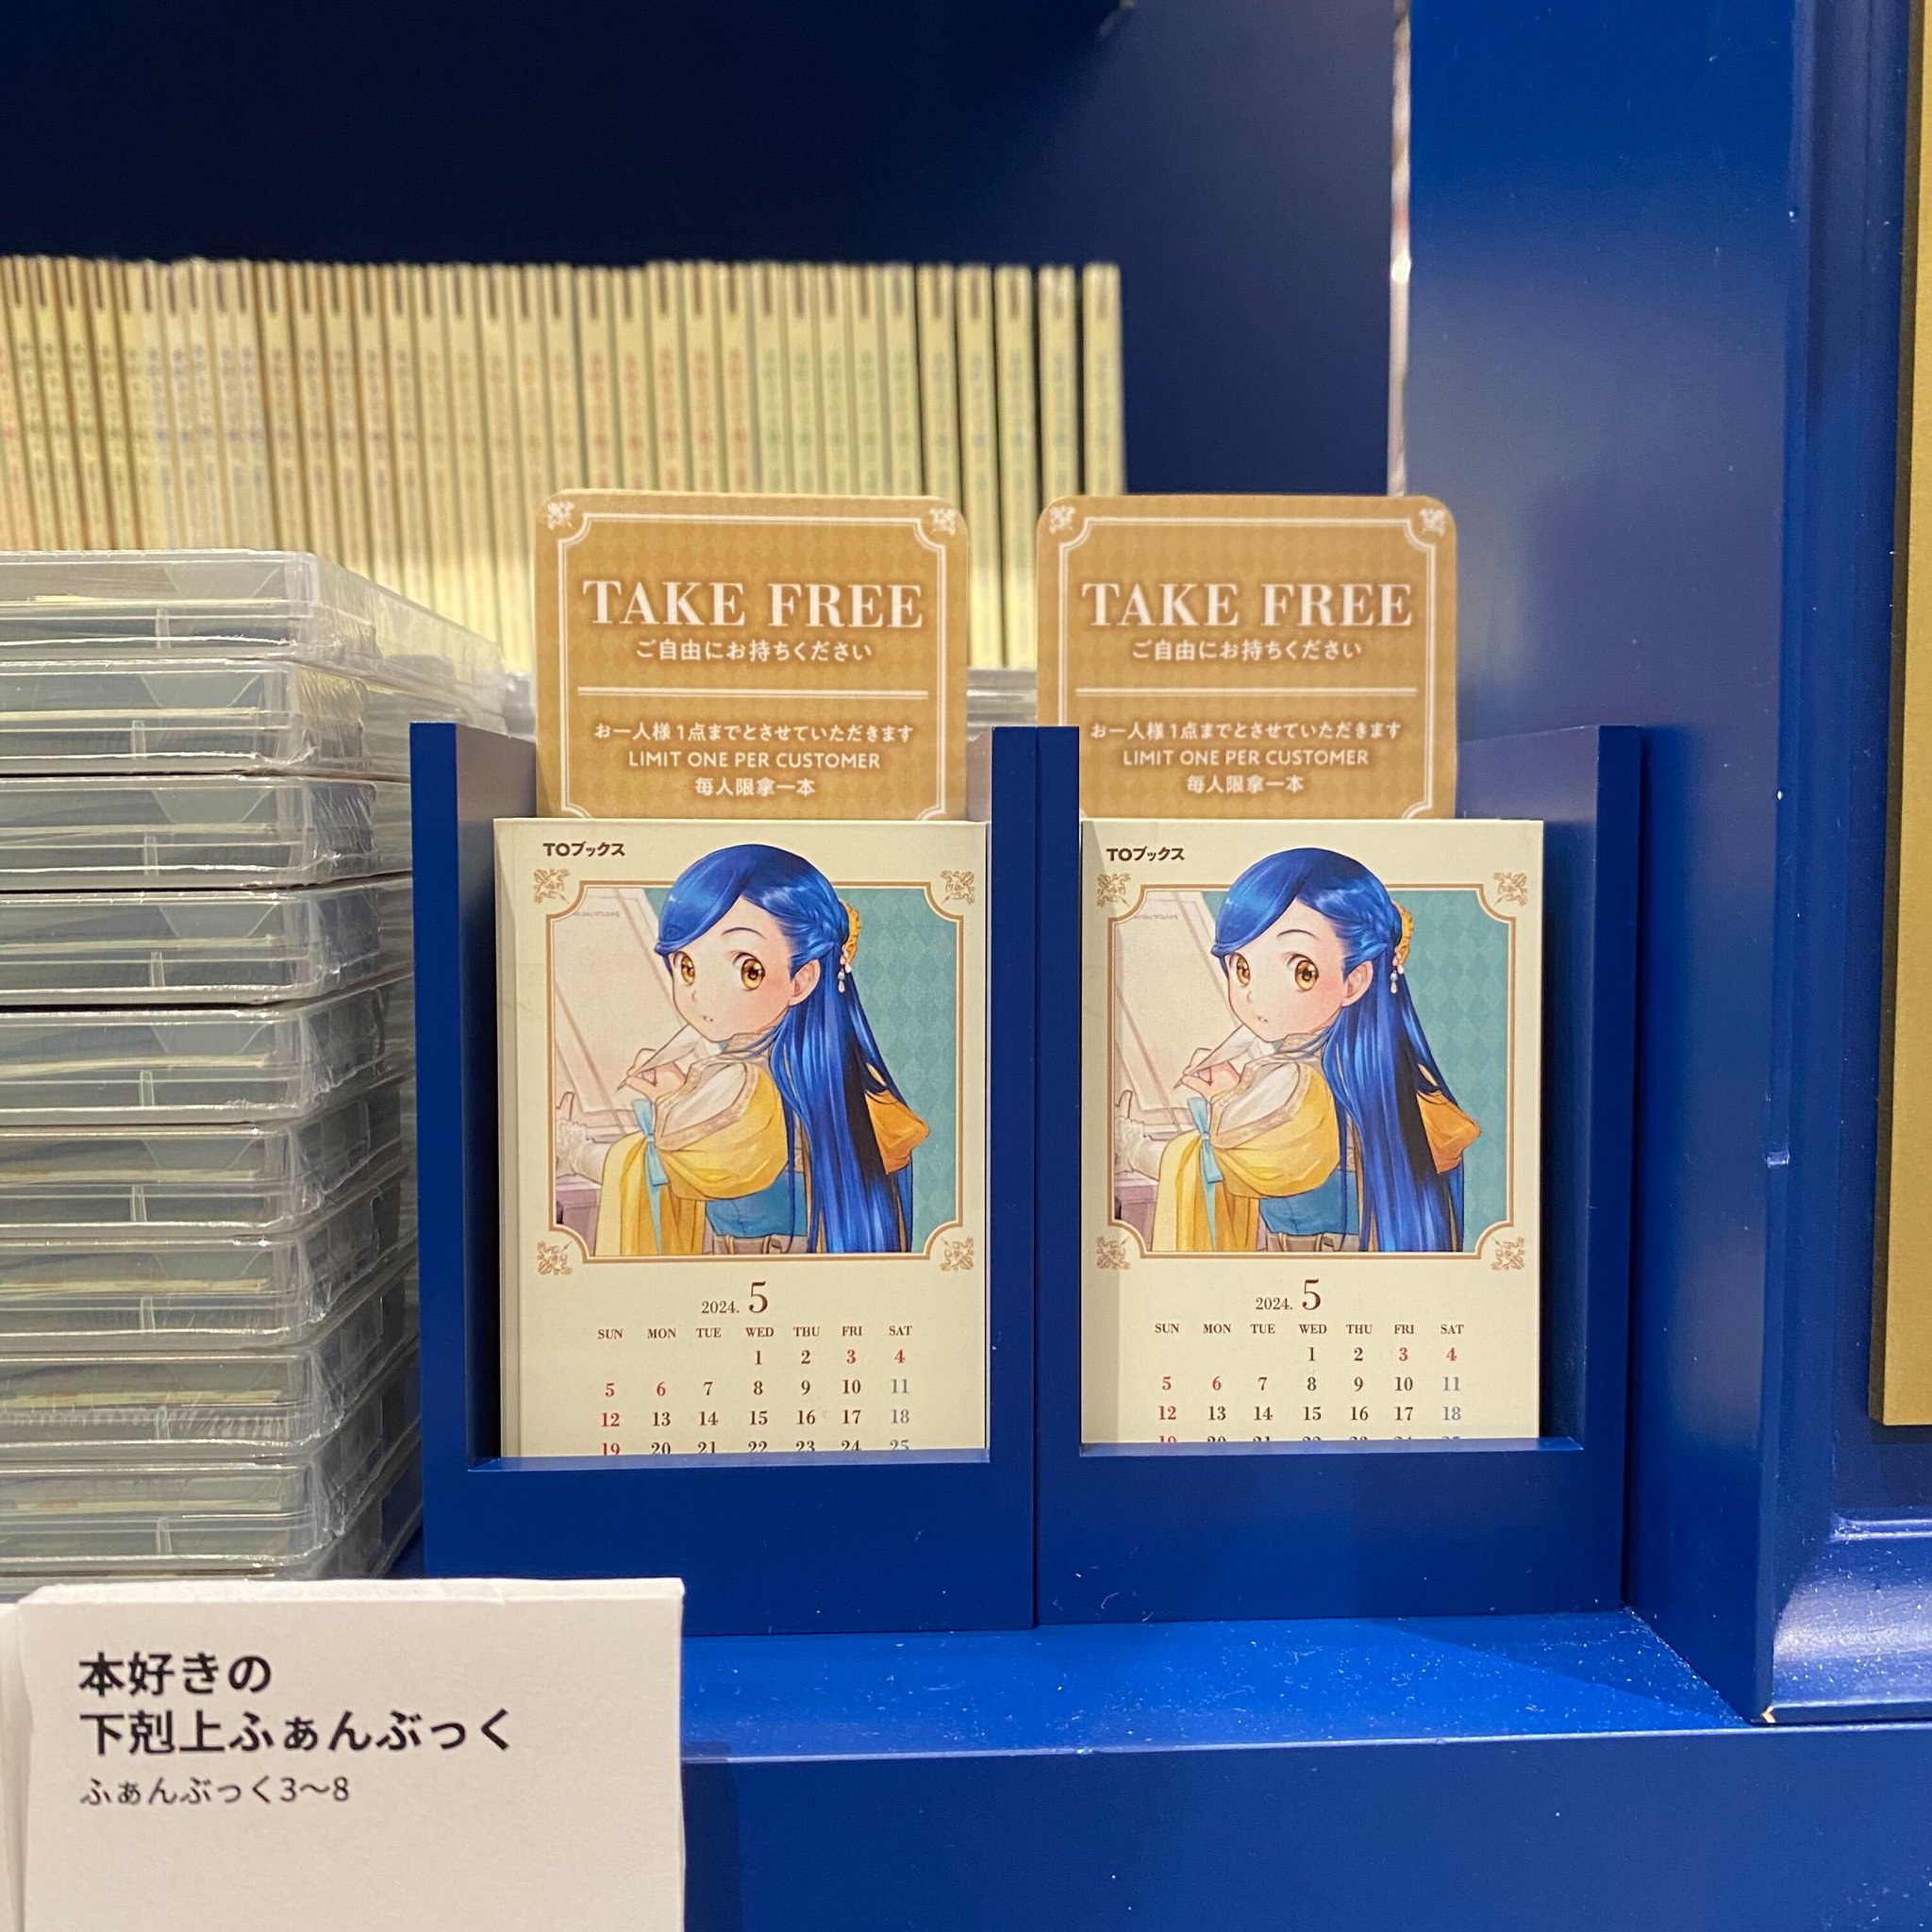 TAKE FREE
ご自由にお持ちください
お一人様1点までとさせていただきます
LIMIT ONE PER CUSTOMER
毎人限拿一本
TOブックス
2024. 5
SUN MON TUE WED THU FRI SAT
1 2 3 4
5 6 7 8 9 10 11
12 13 14 15 16 17 18
19 20 21 22 23 24 25
TAKE FREE
ご自由にお持ちください
お一人様1点までとさせていただきます
LIMIT ONE PER CUSTOMER
毎人限拿一本
TOブックス
2024. 5
SUN MON TUE WED THU FRI SAT
1 2 3 4
5 6 7 8 9 10 11
12 13 14 15 16 17 18
本好きの
下剋上ふぁんぶっく
ふぁんぶっく3〜8